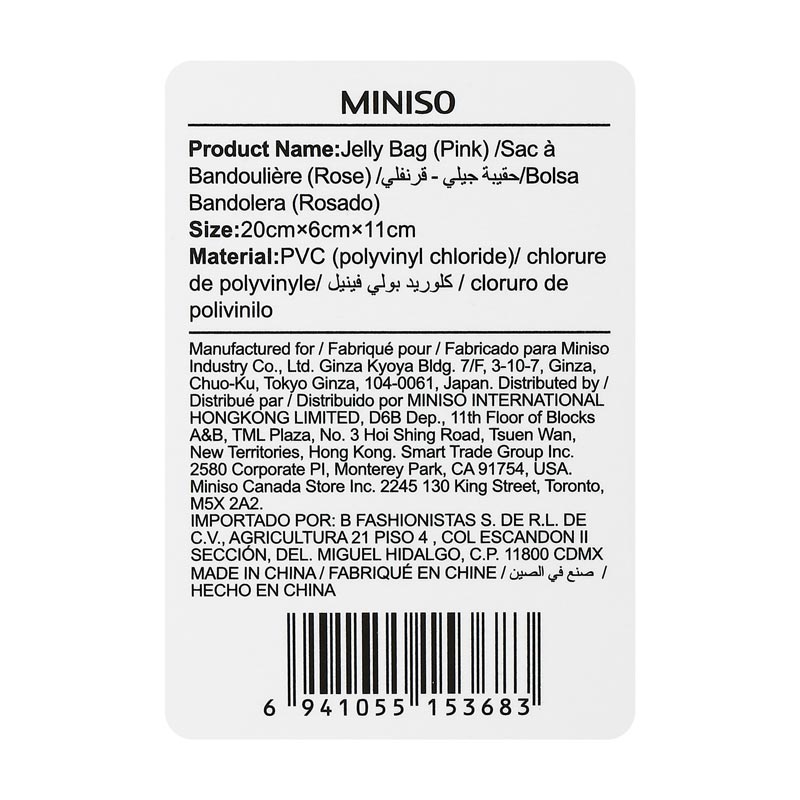 MINISO
Product Name:Jelly Bag (Pink) /Sac à
Bandoulière (Rose) /حقيبة جيلي - قرنفلي/Bolsa
Bandolera (Rosado)
Size:20cm×6cm×11cm
Material:PVC (polyvinyl chloride)/ chlorure
de polyvinyle/ كلوريد بولي فينيل / cloruro de
polivinilo
Manufactured for / Fabriqué pour / Fabricado para Miniso
Industry Co., Ltd. Ginza Kyoya Bldg. 7/F, 3-10-7, Ginza,
Chuo-Ku, Tokyo Ginza, 104-0061, Japan. Distributed by /
Distribué par / Distribuido por MINISO INTERNATIONAL
HONGKONG LIMITED, D6B Dep., 11th Floor of Blocks
A&B, TML Plaza, No. 3 Hoi Shing Road, Tsuen Wan,
New Territories, Hong Kong. Smart Trade Group Inc.
2580 Corporate Pl, Monterey Park, CA 91754, USA.
Miniso Canada Store Inc. 2245 130 King Street, Toronto,
M5X 2A2.
IMPORTADO POR: B FASHIONISTAS S. DE R.L. DE
C.V., AGRICULTURA 21 PISO 4 , COL ESCANDON II
SECCIÓN, DEL. MIGUEL HIDALGO, C.P. 11800 CDMX
MADE IN CHINA / FABRIQUÉ EN CHINE / صنع في الصين /
HECHO EN CHINA
6 941055 153683